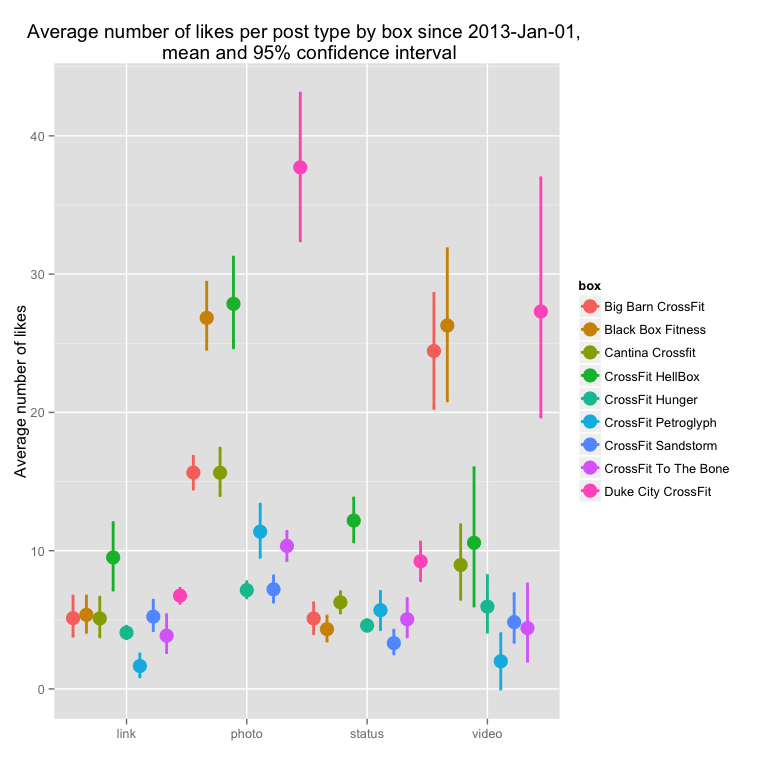 Average number of likes per post type by box since 2013-Jan-01,
mean and 95% confidence interval
Average number of likes
40
30
20
10
0
link
photo
status
video
box
Big Barn CrossFit
Black Box Fitness
Cantina Crossfit
CrossFit HellBox
CrossFit Hunger
CrossFit Petroglyph
CrossFit Sandstorm
CrossFit To The Bone
Duke City CrossFit